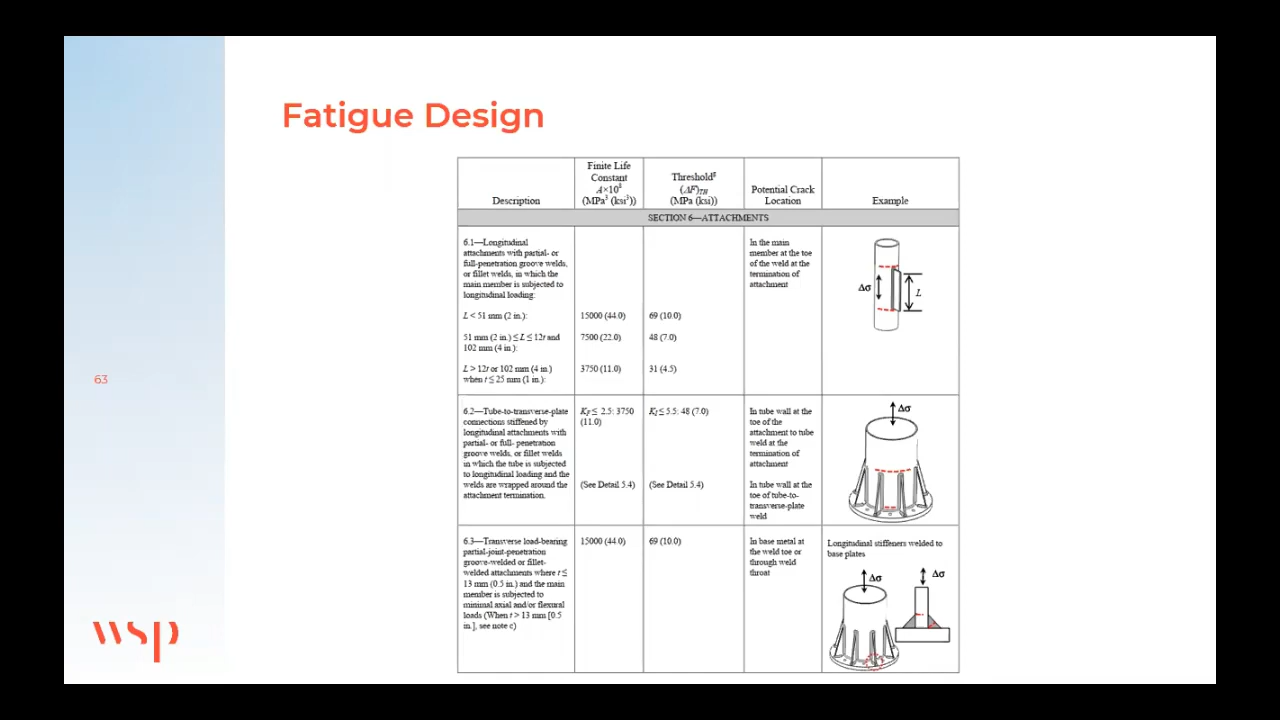 Fatigue Design
Description
Finite Life
Constant
A×10⁸
(MPa³ (ksi³))
Threshold⁸
(ΔF)TH
(MPa (ksi))
Potential Crack
Location
Example
SECTION 6—ATTACHMENTS
6.1—Longitudinal
attachments with partial- or
full-penetration groove welds,
or fillet welds, in which the
main member is subjected to
longitudinal loading:
L < 51 mm (2 in.):
15000 (44.0)
69 (10.0)
51 mm (2 in.) ≤ L ≤ 12t and
102 mm (4 in.):
7500 (22.0)
48 (7.0)
L > 12t or 102 mm (4 in.)
when t ≤ 25 mm (1 in.):
3750 (11.0)
31 (4.5)
In the main
member at the toe
of the weld at the
termination of
attachment
Δσ
L
6.2—Tube-to-transverse-plate
connections stiffened by
longitudinal attachments with
partial- or full- penetration
groove welds, or fillet welds
in which the tube is subjected
to longitudinal loading and the
welds are wrapped around the
attachment termination.
KF ≤ 2.5: 3750
(11.0)
(See Detail 5.4)
KI ≤ 5.5: 48 (7.0)
(See Detail 5.4)
In tube wall at the
toe of the
attachment to tube
weld at the
termination of
attachment
In tube wall at the
toe of tube-to-
transverse-plate
weld
Δσ
6.3—Transverse load-bearing
partial-joint-penetration
groove-welded or fillet-
welded attachments where t ≤
13 mm (0.5 in.) and the main
member is subjected to
minimal axial and/or flexural
loads (When t > 13 mm [0.5
in.], see note c)
15000 (44.0)
69 (10.0)
In base metal at
the weld toe or
through weld
throat
Longitudinal stiffeners welded to
base plates
Δσ
Δσ
63
wsp